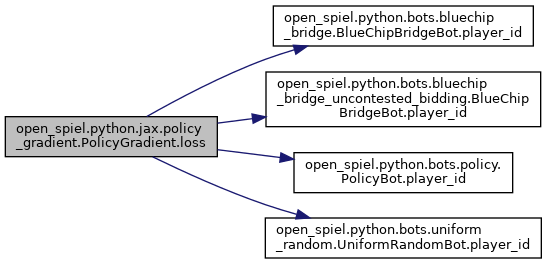 open_spiel.python.bots.bluechip
_bridge.BlueChipBridgeBot.player_id
open_spiel.python.bots.bluechip
_bridge_uncontested_bidding.BlueChip
BridgeBot.player_id
open_spiel.python.jax.policy
_gradient.PolicyGradient.loss
open_spiel.python.bots.policy.
PolicyBot.player_id
open_spiel.python.bots.uniform
_random.UniformRandomBot.player_id